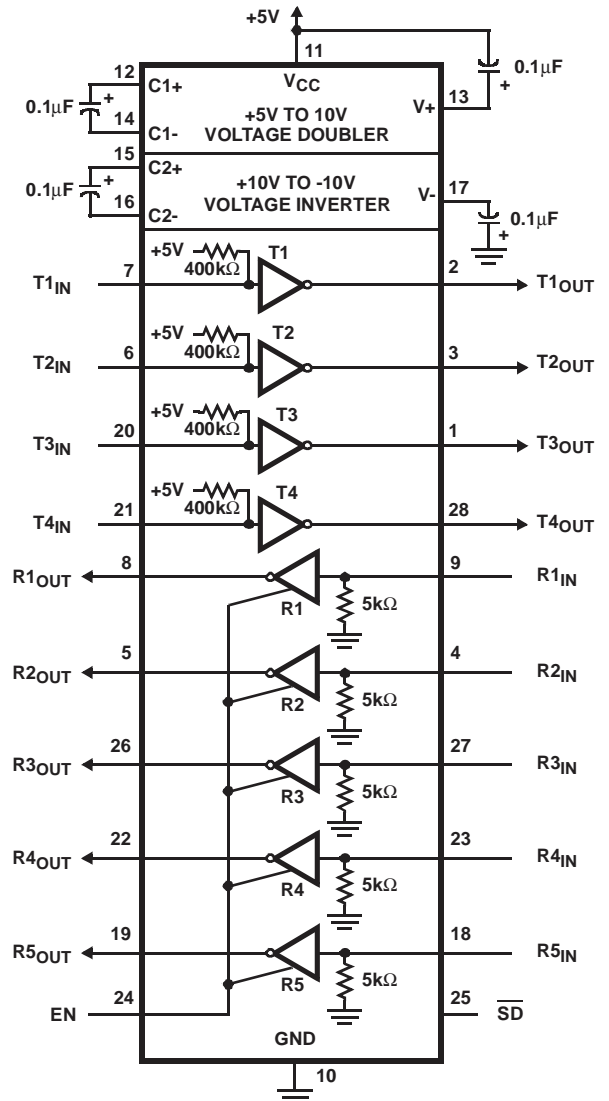 +5V
11
VCC
12
C1+
0.1µF
+
14
C1-
+5V TO 10V
VOLTAGE DOUBLER
V+
13
+
0.1µF
15
C2+
0.1µF
+
16
C2-
+10V TO -10V
VOLTAGE INVERTER
V-
17
0.1µF
+
T1IN
7
+5V
400kΩ
T1
2
T1OUT
T2IN
6
+5V
400kΩ
T2
3
T2OUT
T3IN
20
+5V
400kΩ
T3
1
T3OUT
T4IN
21
+5V
400kΩ
T4
28
T4OUT
R1OUT
8
R1
5kΩ
9
R1IN
R2OUT
5
R2
5kΩ
4
R2IN
R3OUT
26
R3
5kΩ
27
R3IN
R4OUT
22
R4
5kΩ
23
R4IN
R5OUT
19
R5
5kΩ
18
R5IN
EN
24
25
S̅D̅
GND
10